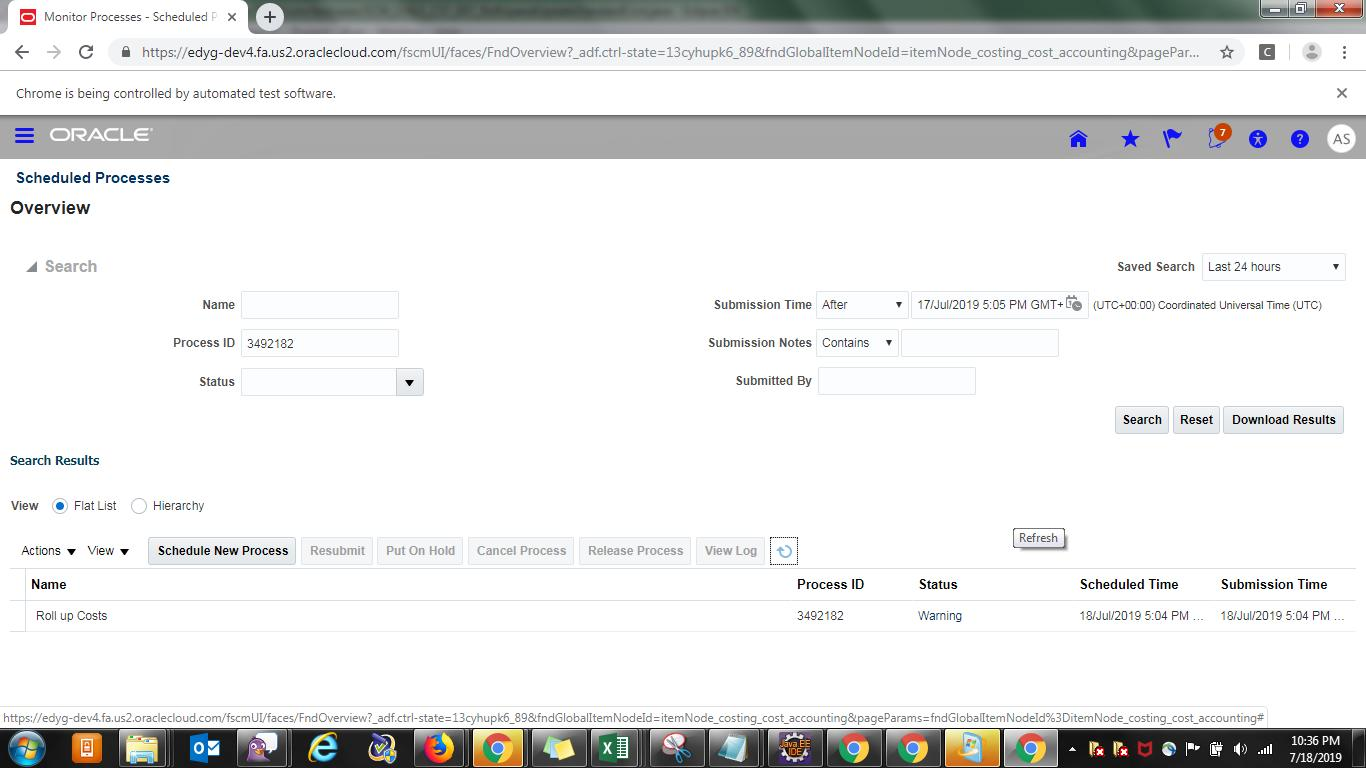 Monitor Processes - Scheduled P
https://edyg-dev4.fa.us2.oraclecloud.com/fscmUI/faces/FndOverview?_adf.ctrl-state=13cyhupk6_89&fndGlobalItemNodeId=itemNode_costing_cost_accounting&pagePar...
C
Chrome is being controlled by automated test software.
ORACLE
7
AS
Scheduled Processes
Overview
Search
Saved Search Last 24 hours
Name
Submission Time After 17/Jul/2019 5:05 PM GMT+ (UTC+00:00) Coordinated Universal Time (UTC)
Process ID 3492182
Submission Notes Contains
Status
Submitted By
Search Reset Download Results
Search Results
View Flat List Hierarchy
Refresh
Actions View Schedule New Process Resubmit Put On Hold Cancel Process Release Process View Log
Name Process ID Status Scheduled Time Submission Time
Roll up Costs 3492182 Warning 18/Jul/2019 5:04 PM ... 18/Jul/2019 5:04 PM ...
https://edyg-dev4.fa.us2.oraclecloud.com/fscmUI/faces/FndOverview?_adf.ctrl-state=13cyhupk6_89&fndGlobalItemNodeId=itemNode_costing_cost_accounting&pageParams=fndGlobalItemNodeId%3DitemNode_costing_cost_accounting#
Java EE
IDE
10:36 PM
7/18/2019